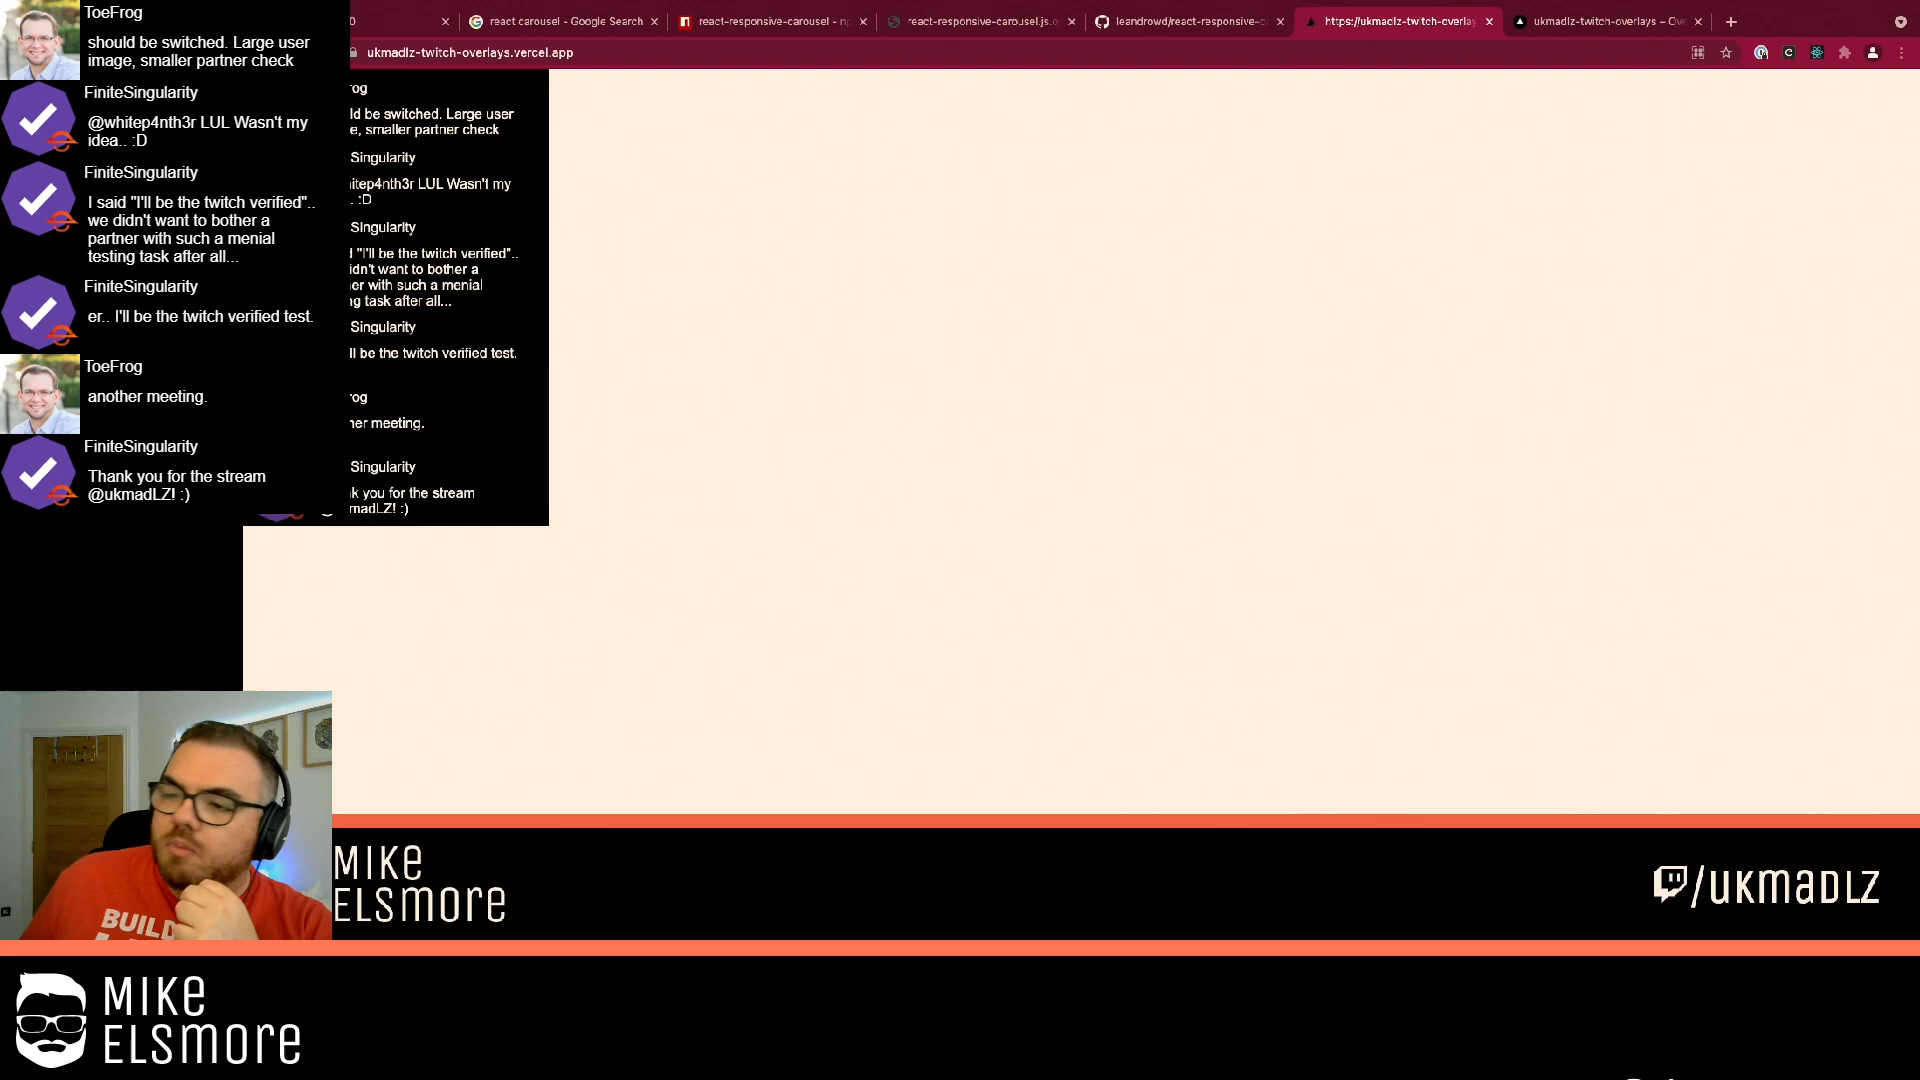 ToeFrog
should be switched. Large user
image, smaller partner check
FiniteSingularity
@whitep4nth3r LUL Wasn't my
idea.. :D
FiniteSingularity
I said "I'll be the twitch verified"..
we didn't want to bother a
partner with such a menial
testing task after all...
FiniteSingularity
er.. I'll be the twitch verified test.
ToeFrog
another meeting.
FiniteSingularity
Thank you for the stream
@ukmadLZ! :)
react carousel - Google Search
react-responsive-carousel - np
react-responsive-carousel.js.o
leandrowd/react-responsive-c
https://ukmadlz-twitch-overlay
ukmadlz-twitch-overlays – Ove
ukmadlz-twitch-overlays.vercel.app
rog
ld be switched. Large user
e, smaller partner check
Singularity
itep4nth3r LUL Wasn't my
. :D
Singularity
d "I'll be the twitch verified"..
idn't want to bother a
er with such a menial
ng task after all...
Singularity
ll be the twitch verified test.
rog
her meeting.
Singularity
k you for the stream
madLZ! :)
BUILD
MIKE
ELSMORE
/UKMADLZ
MIKE
ELSMORE